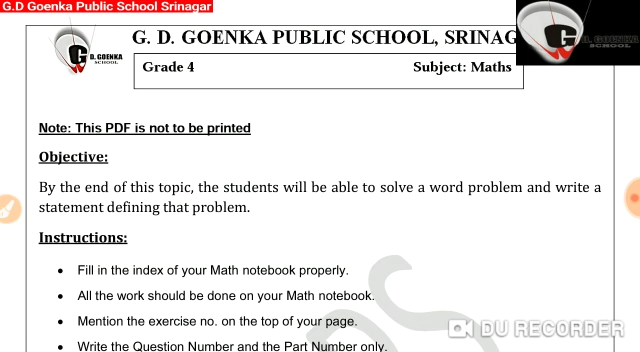 G.D Goenka Public School Srinagar
G. D. GOENKA PUBLIC SCHOOL, SRINAG
G D. GOENKA
SCHOOL
Grade 4 Subject: Maths
G D. GOENKA
SCHOOL
Note: This PDF is not to be printed
Objective:
By the end of this topic, the students will be able to solve a word problem and write a
statement defining that problem.
Instructions:
• Fill in the index of your Math notebook properly.
• All the work should be done on your Math notebook.
• Mention the exercise no. on the top of your page.
• Write the Question Number and the Part Number only.
DU RECORDER